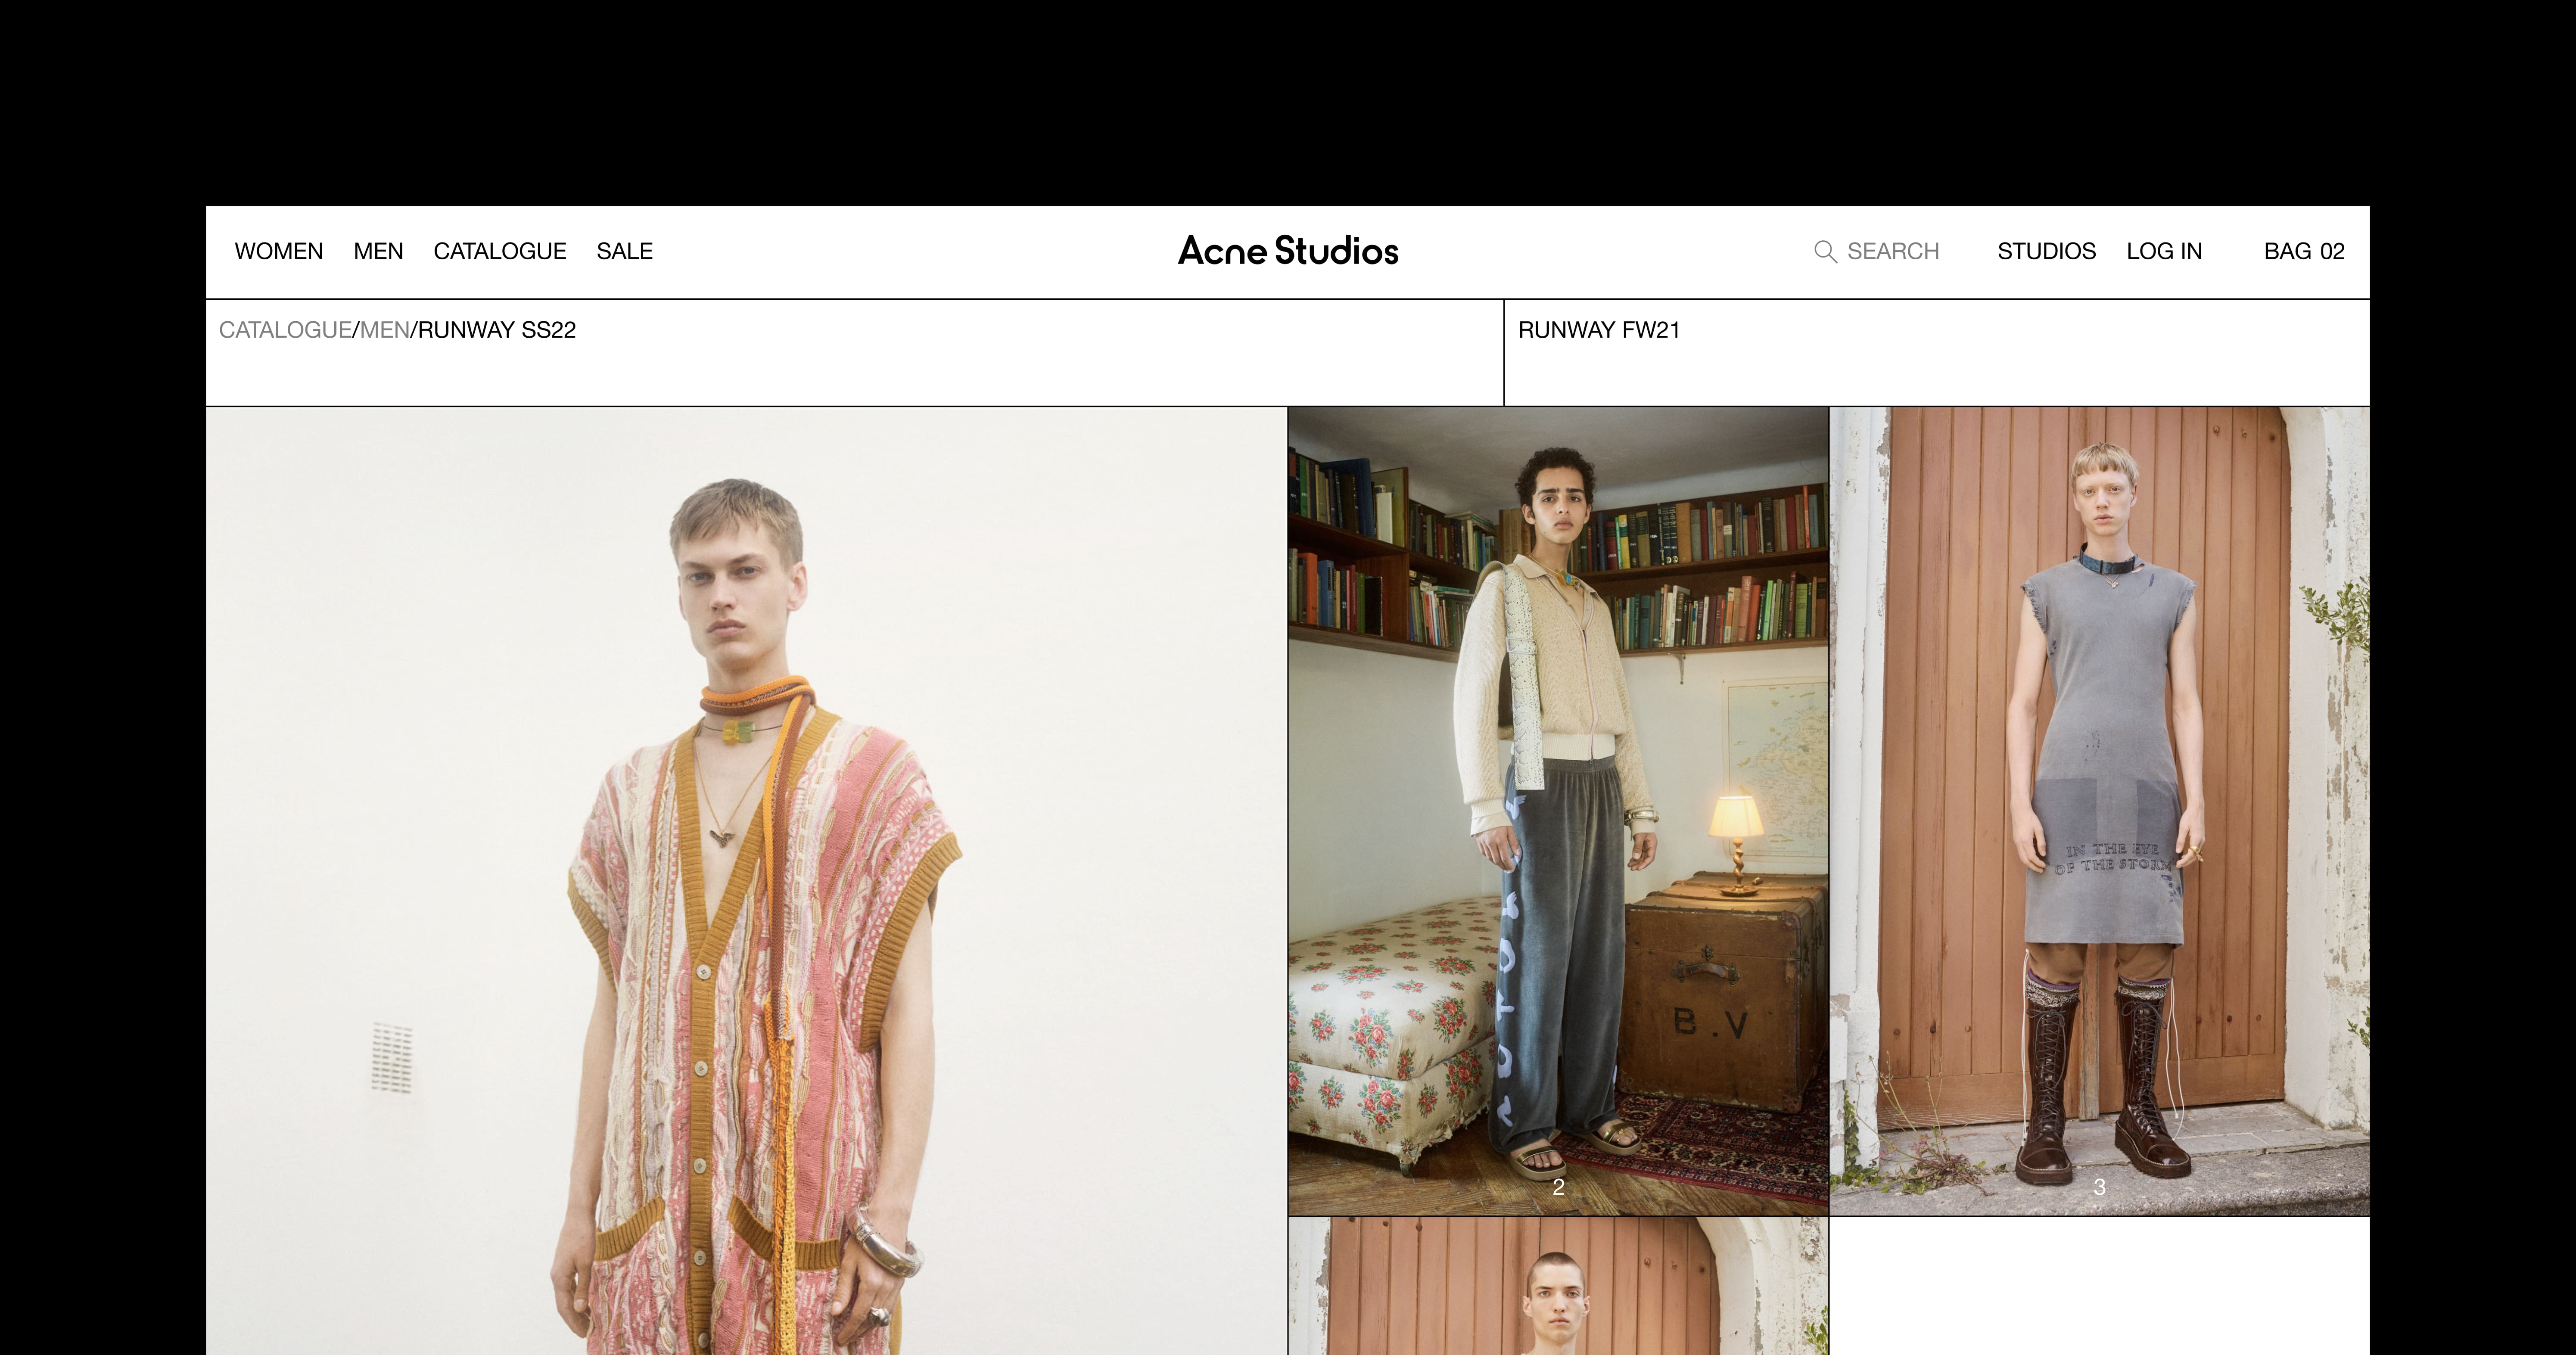 WOMEN MEN CATALOGUE SALE
Acne Studios
SEARCH STUDIOS LOG IN BAG 02
CATALOGUE/MEN/RUNWAY SS22
RUNWAY FW21
IN THE EYE
OF THE STORM
B.V
2
3